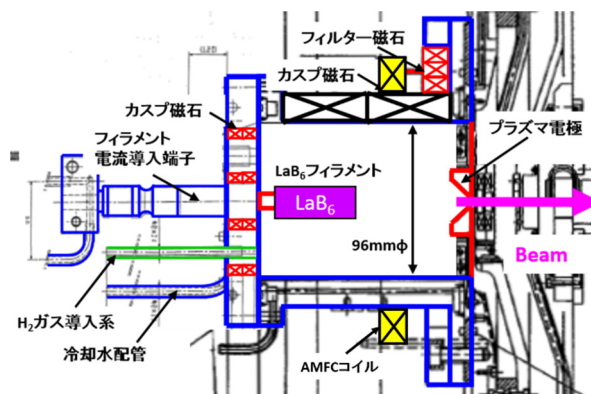 フィルター磁石
カスプ磁石
カスプ磁石
プラズマ電極
フィラメント
電流導入端子
LaB₆フィラメント
LaB₆
96mmϕ
Beam
H₂ガス導入系
冷却水配管
AMFCコイル